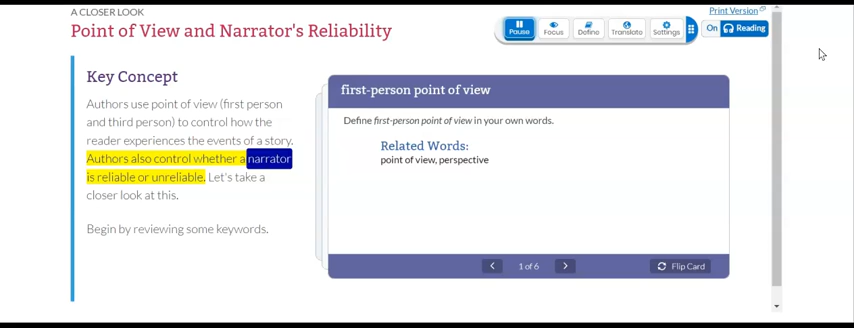 A CLOSER LOOK
Point of View and Narrator's Reliability
Print Version
Pause
Focus
Define
Translate
Settings
On
Reading
Key Concept
Authors use point of view (first person
and third person) to control how the
reader experiences the events of a story.
Authors also control whether a narrator
is reliable or unreliable. Let's take a
closer look at this.
Begin by reviewing some keywords.
first-person point of view
Define first-person point of view in your own words.
Related Words:
point of view, perspective
1 of 6
Flip Card